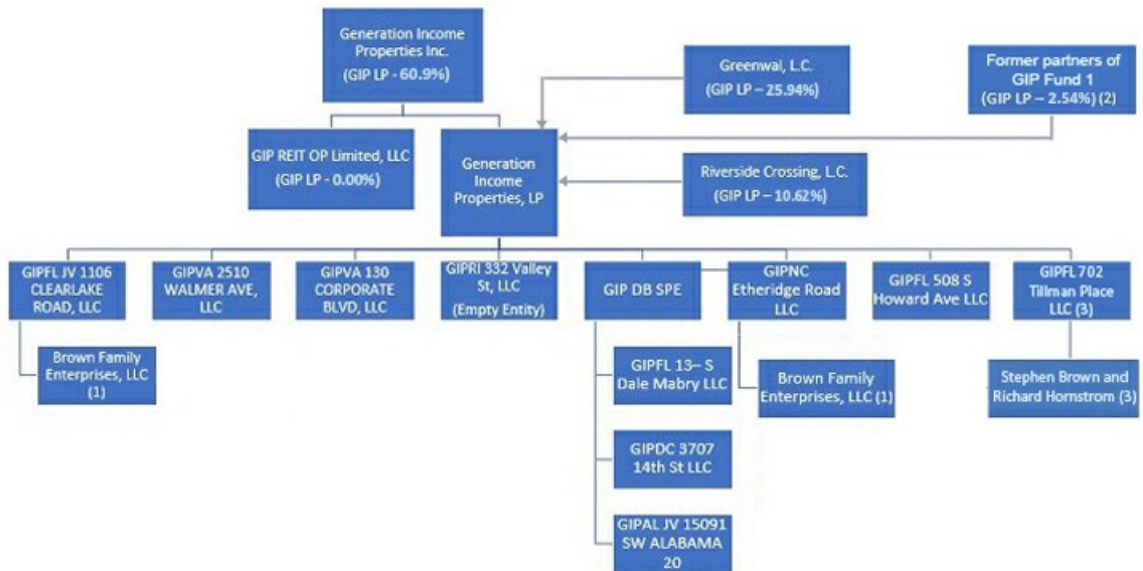 Generation Income
Properties Inc.
(GIP LP - 60.9%)
Greenwal, L.C.
(GIP LP – 25.94%)
Former partners of
GIP Fund 1
(GIP LP – 2.54%) (2)
GIP REIT OP Limited, LLC
(GIP LP - 0.00%)
Generation
Income
Properties, LP
Riverside Crossing, L.C.
(GIP LP – 10.62%)
GIPFL JV 1106
CLEARLAKE
ROAD, LLC
GIPVA 2510
WALMER AVE,
LLC
GIPVA 130
CORPORATE
BLVD, LLC
GIPRI 332 Valley
St, LLC
(Empty Entity)
GIP DB SPE
GIPNC
Etheridge Road
LLC
GIPFL 508 S
Howard Ave LLC
GIPFL 702
Tillman Place
LLC (3)
Brown Family
Enterprises, LLC
(1)
GIPFL 13– S
Dale Mabry LLC
Brown Family
Enterprises, LLC (1)
Stephen Brown and
Richard Hornstrom (3)
GIPDC 3707
14th St LLC
GIPAL JV 15091
SW ALABAMA
20